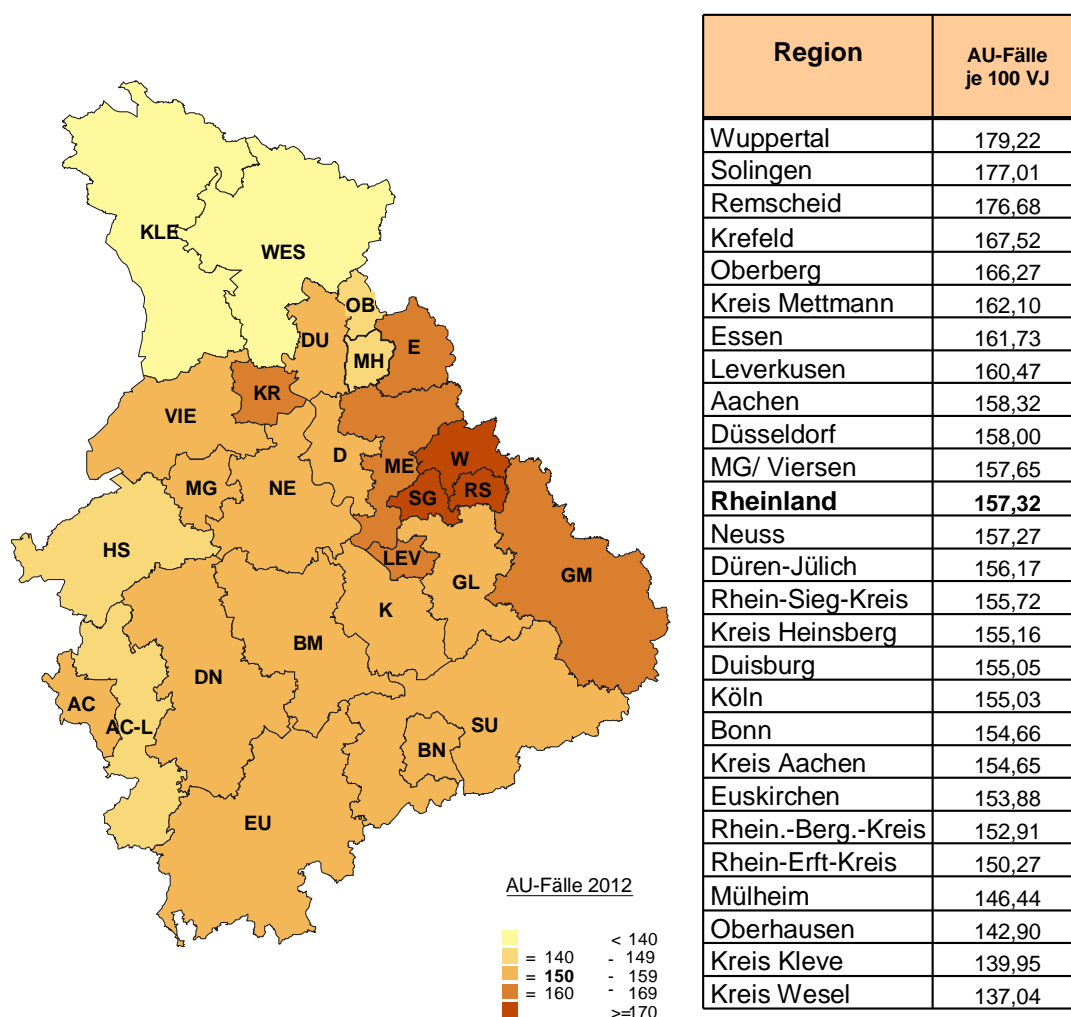 KLE
WES
OB
DU
MH
E
KR
VIE
D
ME
W
MG
NE
SG
RS
HS
LEV
GL
GM
K
BM
DN
AC
AC-L
SU
BN
EU
AU-Fälle 2012
< 140
= 140 - 149
= 150 - 159
= 160 - 169
>=170
Region AU-Fälle
je 100 VJ
Wuppertal 179,22
Solingen 177,01
Remscheid 176,68
Krefeld 167,52
Oberberg 166,27
Kreis Mettmann 162,10
Essen 161,73
Leverkusen 160,47
Aachen 158,32
Düsseldorf 158,00
MG/ Viersen 157,65
Rheinland 157,32
Neuss 157,27
Düren-Jülich 156,17
Rhein-Sieg-Kreis 155,72
Kreis Heinsberg 155,16
Duisburg 155,05
Köln 155,03
Bonn 154,66
Kreis Aachen 154,65
Euskirchen 153,88
Rhein.-Berg.-Kreis 152,91
Rhein-Erft-Kreis 150,27
Mülheim 146,44
Oberhausen 142,90
Kreis Kleve 139,95
Kreis Wesel 137,04